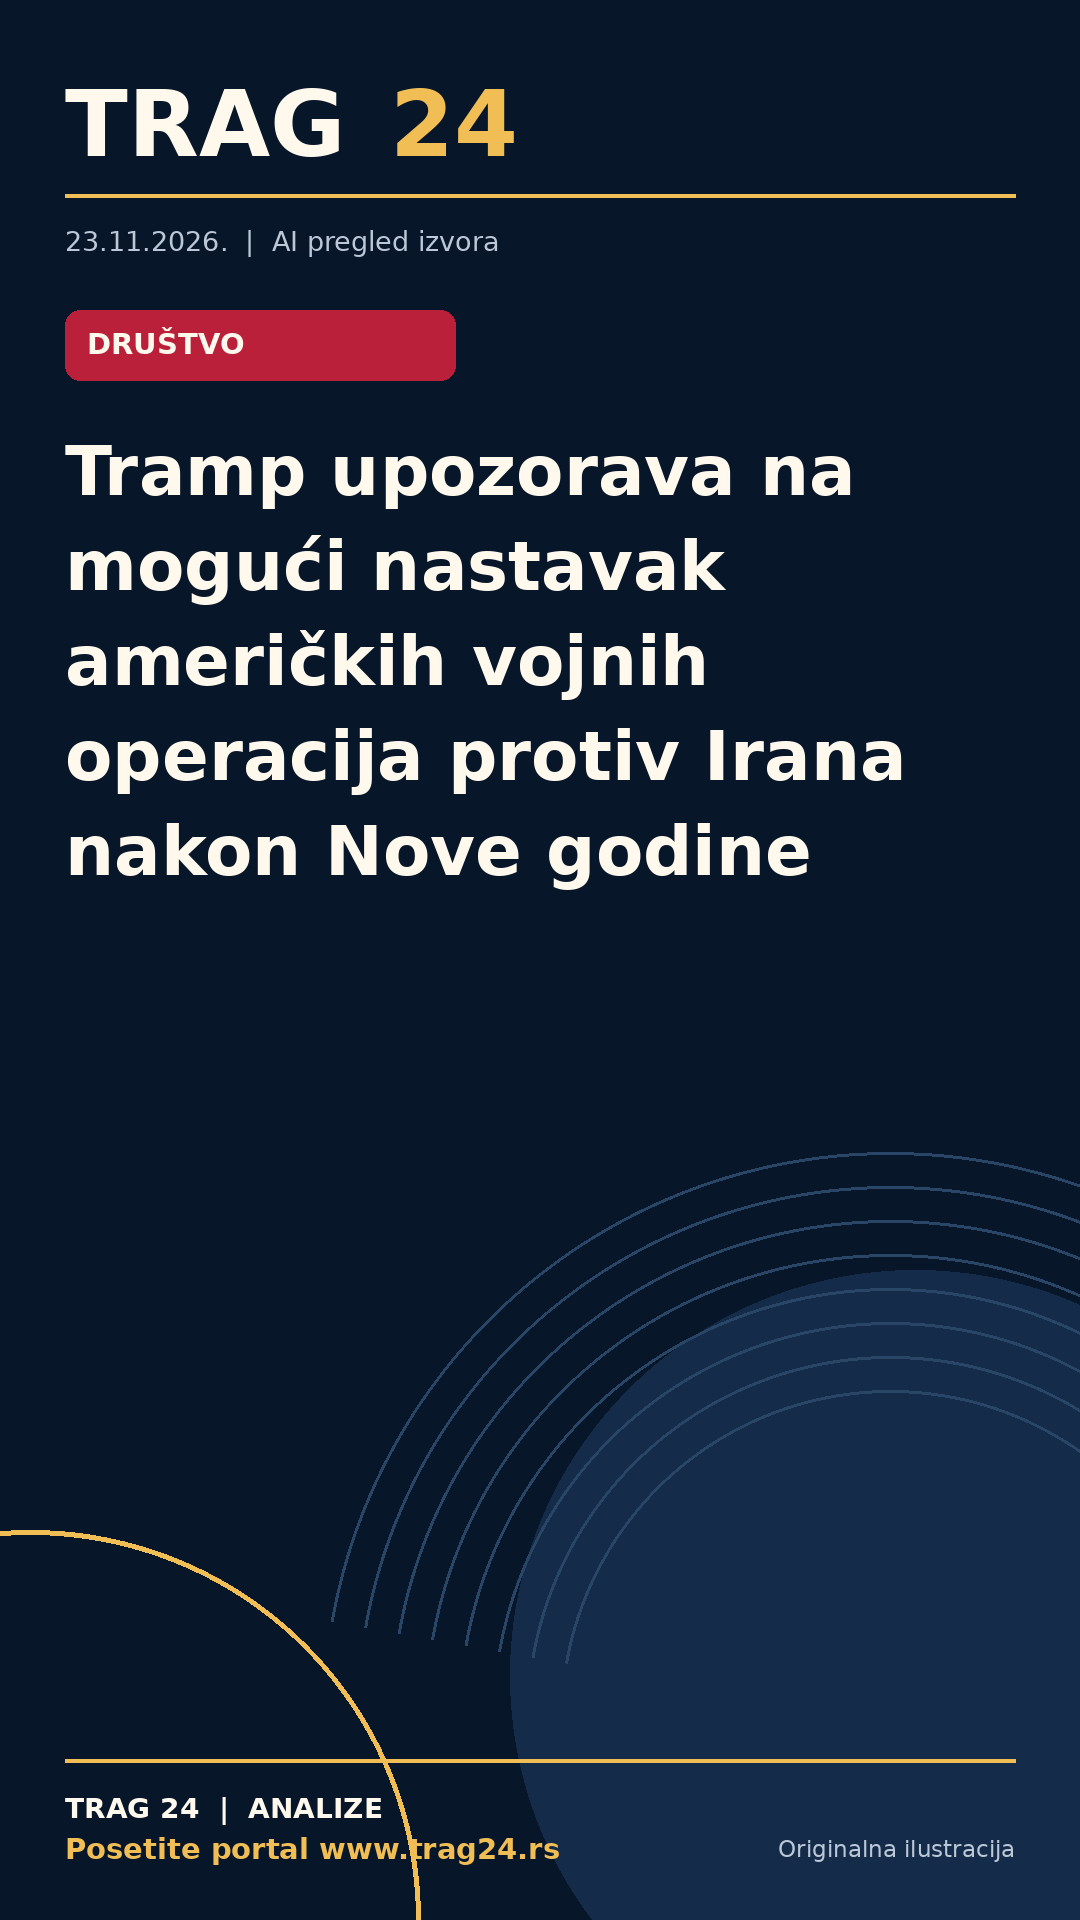 TRAG 24
23.11.2026. | AI pregled izvora
DRUŠTVO
Tramp upozorava na
mogući nastavak
američkih vojnih
operacija protiv Irana
nakon Nove godine
TRAG 24 | ANALIZE
Posetite portal www.trag24.rs
Originalna ilustracija